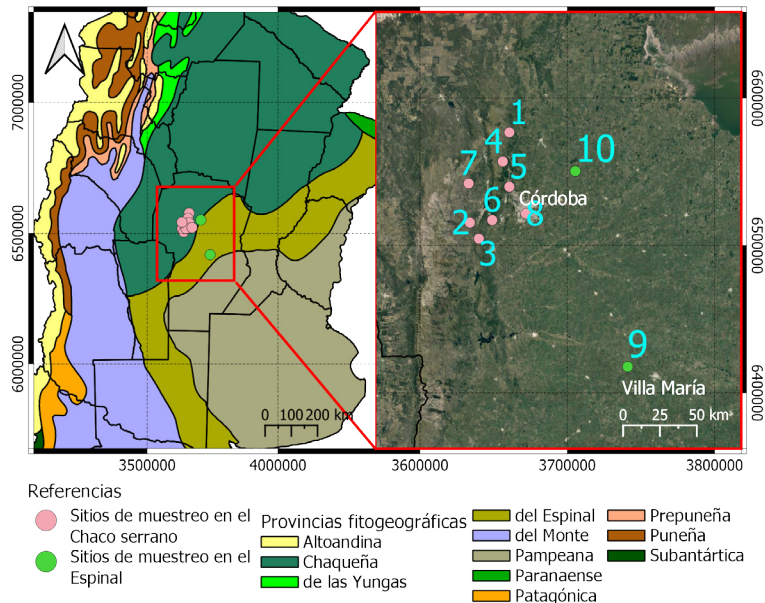 7000000
6500000
6000000
3500000
4000000
0 100 200 km
1
4
10
7
5
Córdoba
6
8
2
3
9
Villa María
0 25 50 km
6600000
6500000
6400000
3600000
3700000
3800000
Referencias
Sitios de muestreo en el
Chaco serrano
Sitios de muestreo en el
Espinal
Provincias fitogeográficas
Altoandina
Chaqueña
de las Yungas
del Espinal
del Monte
Pampeana
Paranaense
Patagónica
Prepuneña
Puneña
Subantártica